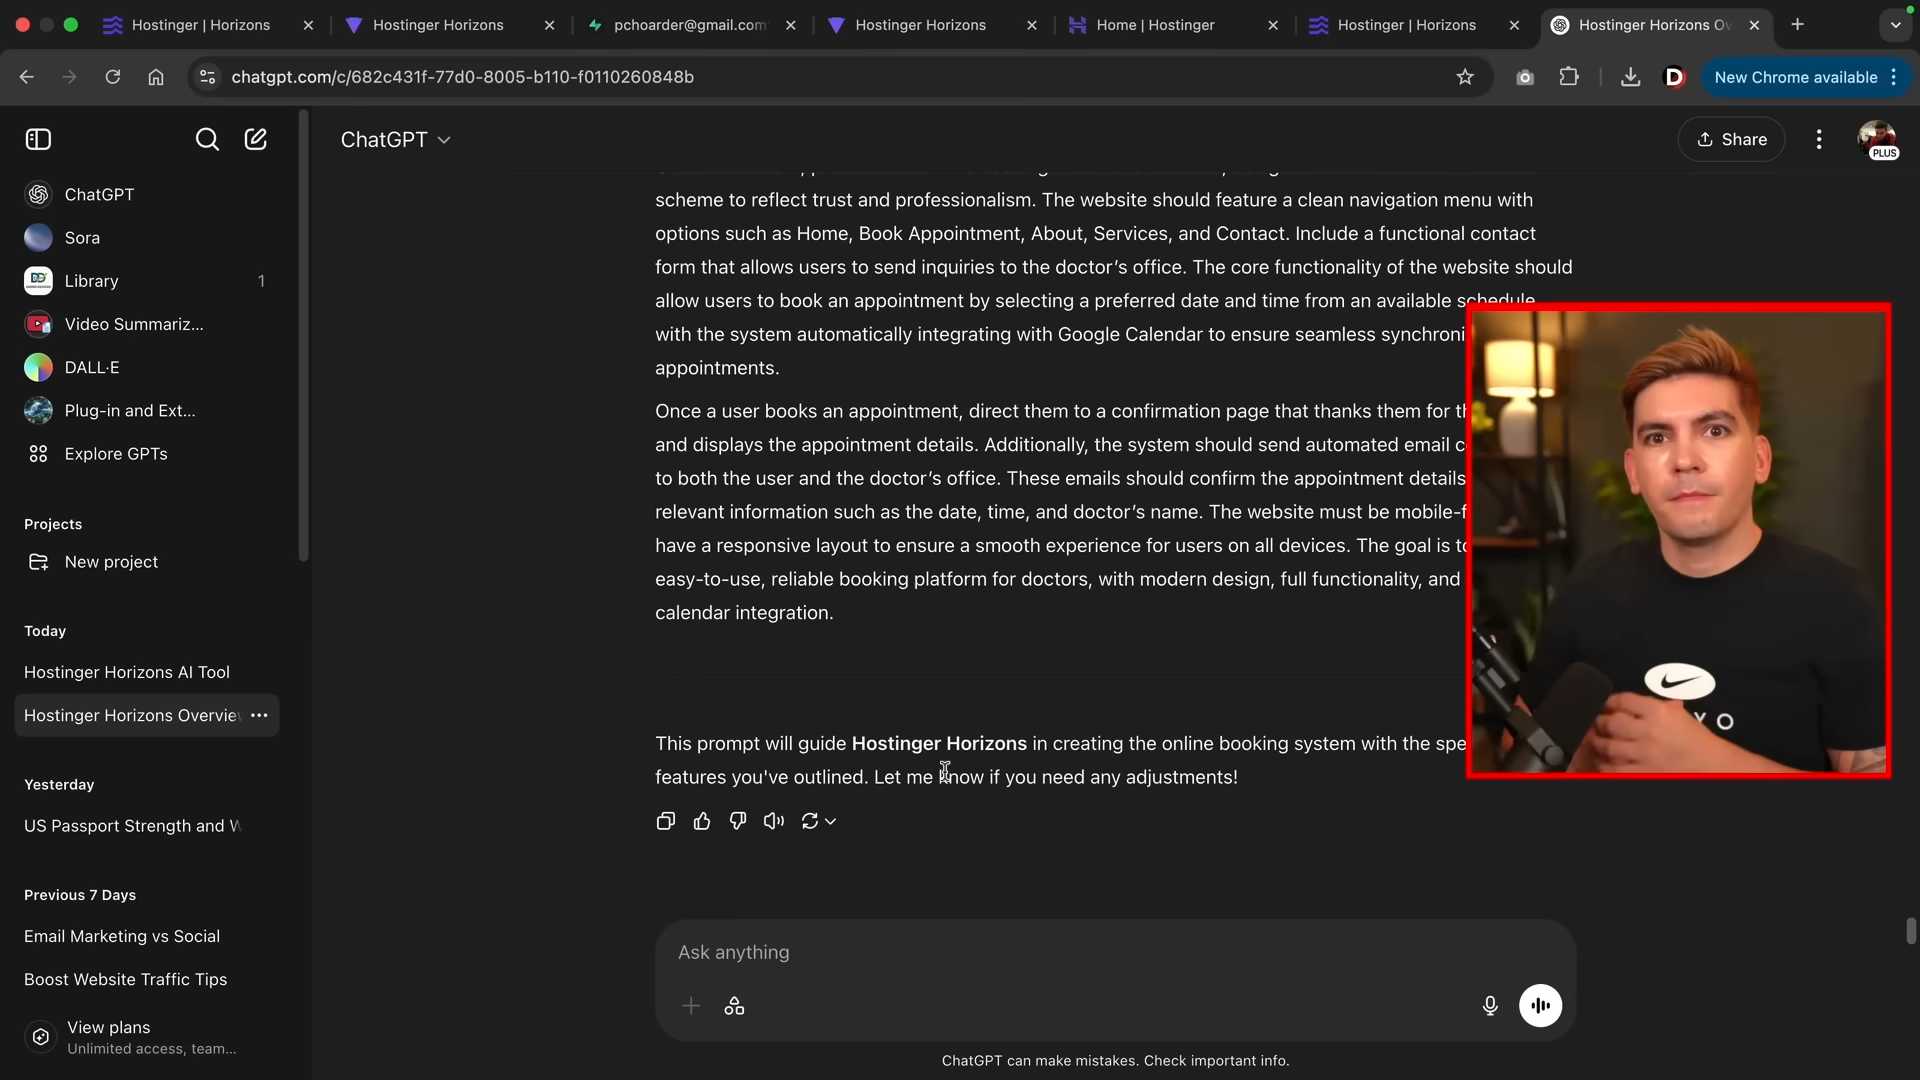 Hostinger | Horizons
Hostinger Horizons
pchoarder@gmail.com
Hostinger Horizons
Home | Hostinger
Hostinger | Horizons
Hostinger Horizons Ov
chatgpt.com/c/682c431f-77d0-8005-b110-f0110260848b
D
New Chrome available
ChatGPT
Share
PLUS
ChatGPT
Sora
Library 1
Video Summariz...
DALL·E
Plug-in and Ext...
Explore GPTs
Projects
New project
Today
Hostinger Horizons AI Tool
Hostinger Horizons Overvie
Yesterday
US Passport Strength and
Previous 7 Days
Email Marketing vs Social
Boost Website Traffic Tips
View plans
Unlimited access, team...
scheme to reflect trust and professionalism. The website should feature a clean navigation menu with
options such as Home, Book Appointment, About, Services, and Contact. Include a functional contact
form that allows users to send inquiries to the doctor’s office. The core functionality of the website should
allow users to book an appointment by selecting a preferred date and time from an available schedule
with the system automatically integrating with Google Calendar to ensure seamless synchroni
appointments.
Once a user books an appointment, direct them to a confirmation page that thanks them for th
and displays the appointment details. Additionally, the system should send automated email c
to both the user and the doctor’s office. These emails should confirm the appointment details
relevant information such as the date, time, and doctor’s name. The website must be mobile-f
have a responsive layout to ensure a smooth experience for users on all devices. The goal is to
easy-to-use, reliable booking platform for doctors, with modern design, full functionality, and
calendar integration.
This prompt will guide Hostinger Horizons in creating the online booking system with the spe
features you've outlined. Let me know if you need any adjustments!
Ask anything
ChatGPT can make mistakes. Check important info.